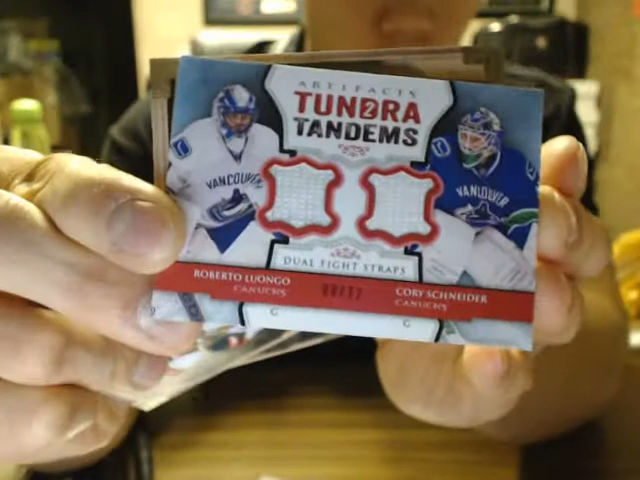 ARTIFACTS
TUNDRA
TANDEMS
VANCOUVER
VANCOUVER
DUAL FIGHT STRAPS
ROBERTO LUONGO
CANUCKS
CORY SCHNEIDER
CANUCKS
G
G